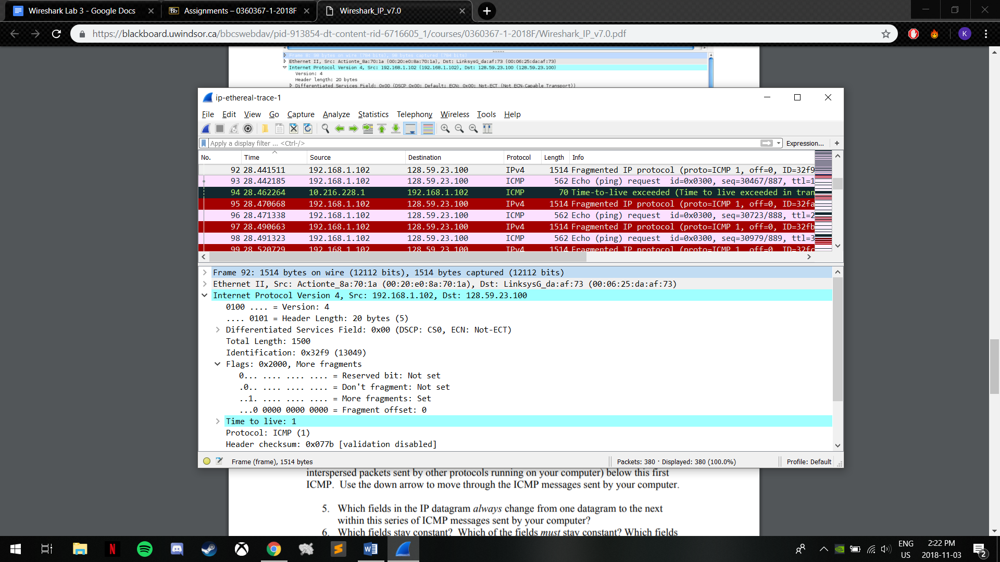 Wireshark Lab 3 - Google Docs
Assignments – 0360367-1-2018F
Wireshark_IP_v7.0
https://blackboard.uwindsor.ca/bbcswebdav/pid-913854-dt-content-rid-6716605_1/courses/0360367-1-2018F/Wireshark_IP_v7.0.pdf
K
Frame 8: 98 bytes on wire (784 bits), 98 bytes captured (784 bits)
Ethernet II, Src: Actionte_8a:70:1a (00:20:e0:8a:70:1a), Dst: LinksysG_da:af:73 (00:06:25:da:af:73)
Internet Protocol Version 4, Src: 192.168.1.102 (192.168.1.102), Dst: 128.59.23.100 (128.59.23.100)
Version: 4
Header length: 20 bytes
Differentiated Services Field: 0x00 (DSCP 0x00: Default; ECN: 0x00: Not-ECT (Not ECN-Capable Transport))
ip-ethereal-trace-1
File Edit View Go Capture Analyze Statistics Telephony Wireless Tools Help
Apply a display filter ... <Ctrl-/> Expression... +
No. Time Source Destination Protocol Length Info
92 28.441511 192.168.1.102 128.59.23.100 IPv4 1514 Fragmented IP protocol (proto=ICMP 1, off=0, ID=32f9
93 28.442185 192.168.1.102 128.59.23.100 ICMP 562 Echo (ping) request id=0x0300, seq=30467/887, ttl=1
94 28.462264 10.216.228.1 192.168.1.102 ICMP 70 Time-to-live exceeded (Time to live exceeded in tran
95 28.470668 192.168.1.102 128.59.23.100 IPv4 1514 Fragmented IP protocol (proto=ICMP 1, off=0, ID=32fa
96 28.471338 192.168.1.102 128.59.23.100 ICMP 562 Echo (ping) request id=0x0300, seq=30723/888, ttl=2
97 28.490663 192.168.1.102 128.59.23.100 IPv4 1514 Fragmented IP protocol (proto=ICMP 1, off=0, ID=32fb
98 28.491323 192.168.1.102 128.59.23.100 ICMP 562 Echo (ping) request id=0x0300, seq=30979/889, ttl=3
99 28.520729 192.168.1.102 128.59.23.100 IPv4 1514 Fragmented IP protocol (proto=ICMP 1, off=0, ID=32fc
Frame 92: 1514 bytes on wire (12112 bits), 1514 bytes captured (12112 bits)
Ethernet II, Src: Actionte_8a:70:1a (00:20:e0:8a:70:1a), Dst: LinksysG_da:af:73 (00:06:25:da:af:73)
Internet Protocol Version 4, Src: 192.168.1.102, Dst: 128.59.23.100
0100 .... = Version: 4
.... 0101 = Header Length: 20 bytes (5)
Differentiated Services Field: 0x00 (DSCP: CS0, ECN: Not-ECT)
Total Length: 1500
Identification: 0x32f9 (13049)
Flags: 0x2000, More fragments
0... .... .... .... = Reserved bit: Not set
.0.. .... .... .... = Don't fragment: Not set
..1. .... .... .... = More fragments: Set
...0 0000 0000 0000 = Fragment offset: 0
Time to live: 1
Protocol: ICMP (1)
Header checksum: 0x077b [validation disabled]
Frame (frame), 1514 bytes Packets: 380 · Displayed: 380 (100.0%) Profile: Default
interspersed packets sent by other protocols running on your computer) below this first
ICMP. Use the down arrow to move through the ICMP messages sent by your computer.
5. Which fields in the IP datagram always change from one datagram to the next
within this series of ICMP messages sent by your computer?
6. Which fields stay constant? Which of the fields must stay constant? Which fields
ENG
US
2:22 PM
2018-11-03
2